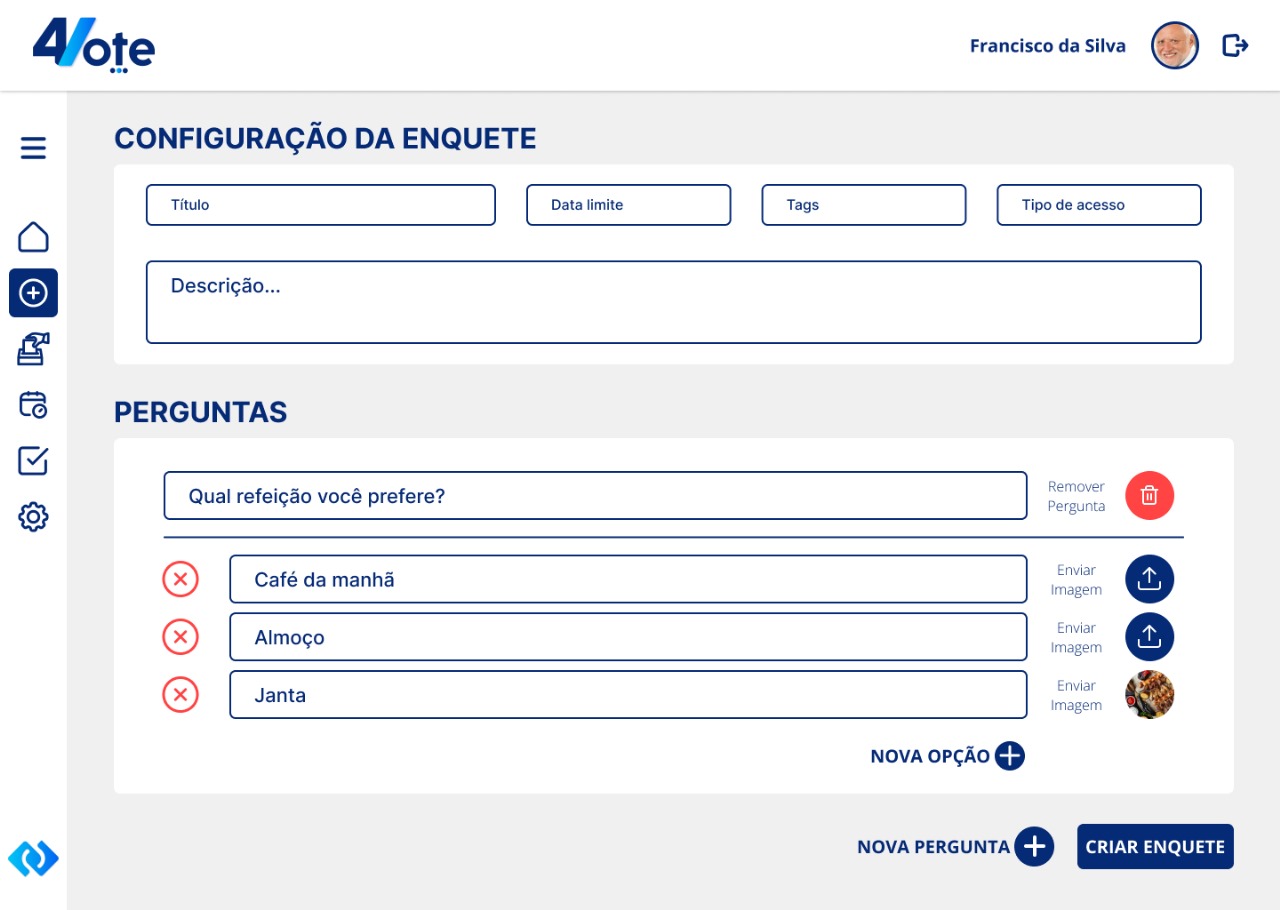 4Vote
Francisco da Silva
CONFIGURAÇÃO DA ENQUETE
Título
Data limite
Tags
Tipo de acesso
Descrição...
PERGUNTAS
Qual refeição você prefere?
Remover
Pergunta
Café da manhã
Enviar
Imagem
Almoço
Enviar
Imagem
Janta
Enviar
Imagem
NOVA OPÇÃO
NOVA PERGUNTA
CRIAR ENQUETE